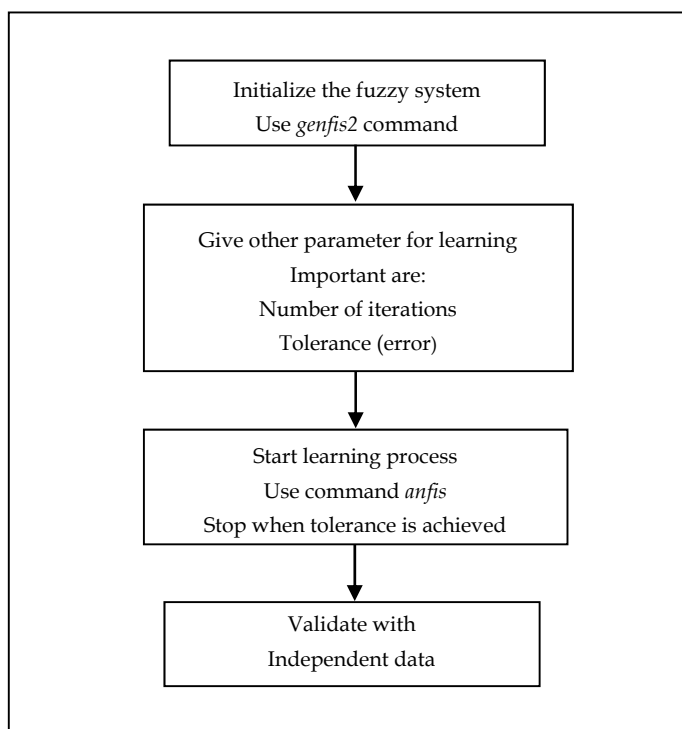 Initialize the fuzzy system
Use genfis2 command
Give other parameter for learning
Important are:
Number of iterations
Tolerance (error)
Start learning process
Use command anfis
Stop when tolerance is achieved
Validate with
Independent data